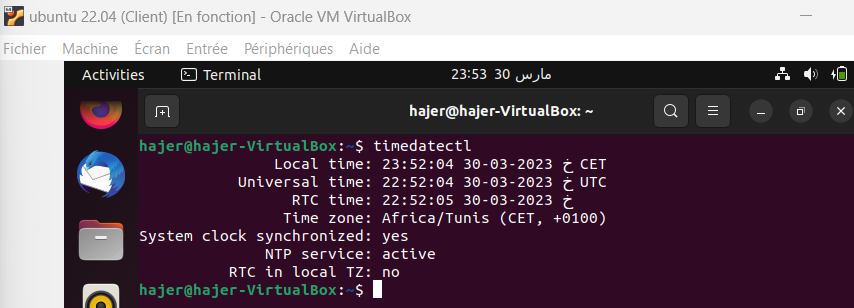 ubuntu 22.04 (Client) [En fonction] - Oracle VM VirtualBox
Fichier Machine Écran Entrée Périphériques Aide
Activities Terminal 23:53 30 مارس
hajer@hajer-VirtualBox: ~
hajer@hajer-VirtualBox:~$ timedatectl
Local time: 23:52:04 30-03-2023 خ CET
Universal time: 22:52:04 30-03-2023 خ UTC
RTC time: 22:52:05 30-03-2023 خ
Time zone: Africa/Tunis (CET, +0100)
System clock synchronized: yes
NTP service: active
RTC in local TZ: no
hajer@hajer-VirtualBox:~$